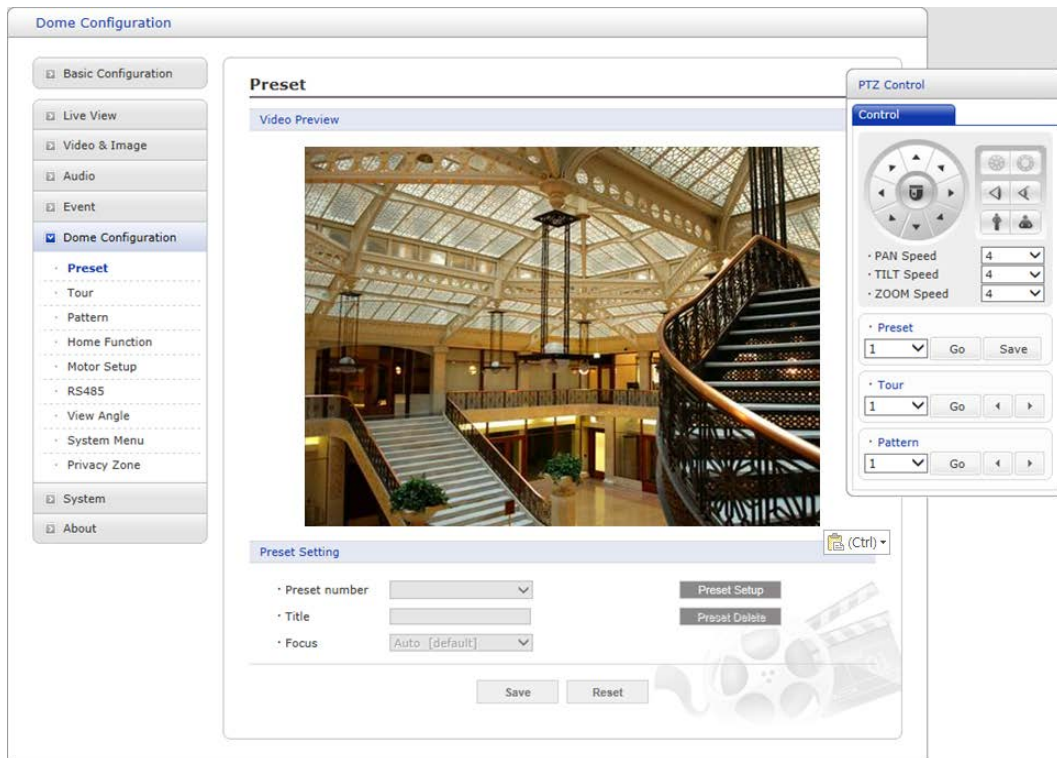 Dome Configuration
Basic Configuration
Live View
Video & Image
Audio
Event
Dome Configuration
Preset
Tour
Pattern
Home Function
Motor Setup
RS485
View Angle
System Menu
Privacy Zone
System
About
Preset
Video Preview
Preset Setting
Preset number
Preset Setup
Title
Preset Delete
Focus
Auto [default]
Save Reset
(Ctrl)
PTZ Control
Control
PAN Speed 4
TILT Speed 4
ZOOM Speed 4
Preset
1 Go Save
Tour
1 Go
Pattern
1 Go